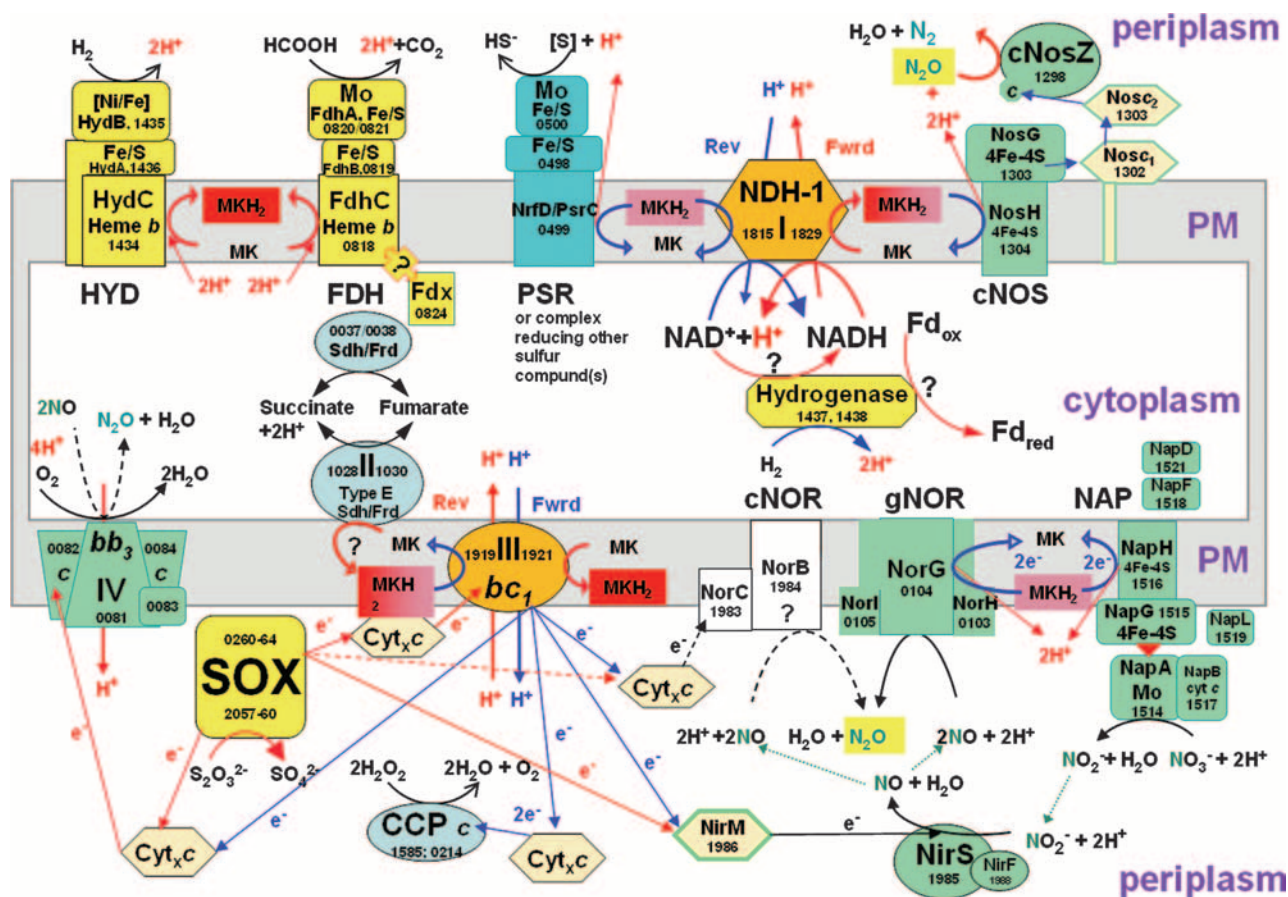 periplasm
H₂
2H⁺
[Ni/Fe]
HydB, 1435
Fe/S
HydA, 1436
HydC
Heme b
1434
HYD
HCOOH
2H⁺+CO₂
Mo
FdhA, Fe/S
0820/0821
Fe/S
FdhB,0819
FdhC
Heme b
0818
FDH
MKH₂
MK
2H⁺
2H⁺
?
Fdx
0824
HS⁻
[S] + H⁺
Mo
Fe/S
0500
Fe/S
0498
NrfD/PsrC
0499
PSR
or complex
reducing other
sulfur
compund(s)
MKH₂
MK
H⁺ H⁺
Rev
Fwrd
NDH-1
1815 I 1829
MKH₂
MK
H₂O + N₂
N₂O
+
2H⁺
cNosZ
1298
c
Nosc₂
1303
NosG
4Fe-4S
1303
Nosc₁
1302
NosH
4Fe-4S
1304
cNOS
PM
NAD⁺+H⁺
NADH
?
Fd_ox
?
Fd_red
Hydrogenase
1437, 1438
H₂
2H⁺
cytoplasm
0037/0038
Sdh/Frd
Succinate
+2H⁺
Fumarate
1028 II 1030
Type E
Sdh/Frd
?
MK
MKH
2
Cytₓc
2NO
N₂O + H₂O
4H⁺
O₂
2H₂O
0082
c
bb₃
IV
0081
0084
c
0083
H⁺
Rev
H⁺ H⁺
Fwrd
1919 III 1921
bc₁
MK
MKH₂
H⁺ H⁺
cNOR
NorC
1983
NorB
1984
?
gNOR
NorG
0104
NorI
0105
NorH
0103
NAP
NapD
1521
NapF
1518
MK
2e⁻
2e⁻
MKH₂
2H⁺
NapH
4Fe-4S
1516
NapG 1515
4Fe-4S
NapL
1519
NapA
Mo
1514
NapB
cyt c
1517
PM
0260-64
SOX
2057-60
e⁻
e⁻
e⁻
e⁻
e⁻
Cytₓc
S₂O₃²⁻
SO₄²⁻
e⁻
e⁻
Cytₓc
e⁻
2H₂O₂
2H₂O + O₂
CCP c
1585; 0214
2e⁻
e⁻
Cytₓc
e⁻
e⁻
NirM
1986
e⁻
2H⁺+2NO
H₂O + N₂O
2NO + 2H⁺
NO + H₂O
NirS
1985
NirF
1988
NO₂⁻+ H₂O
NO₃⁻+ 2H⁺
NO₂⁻ + 2H⁺
periplasm